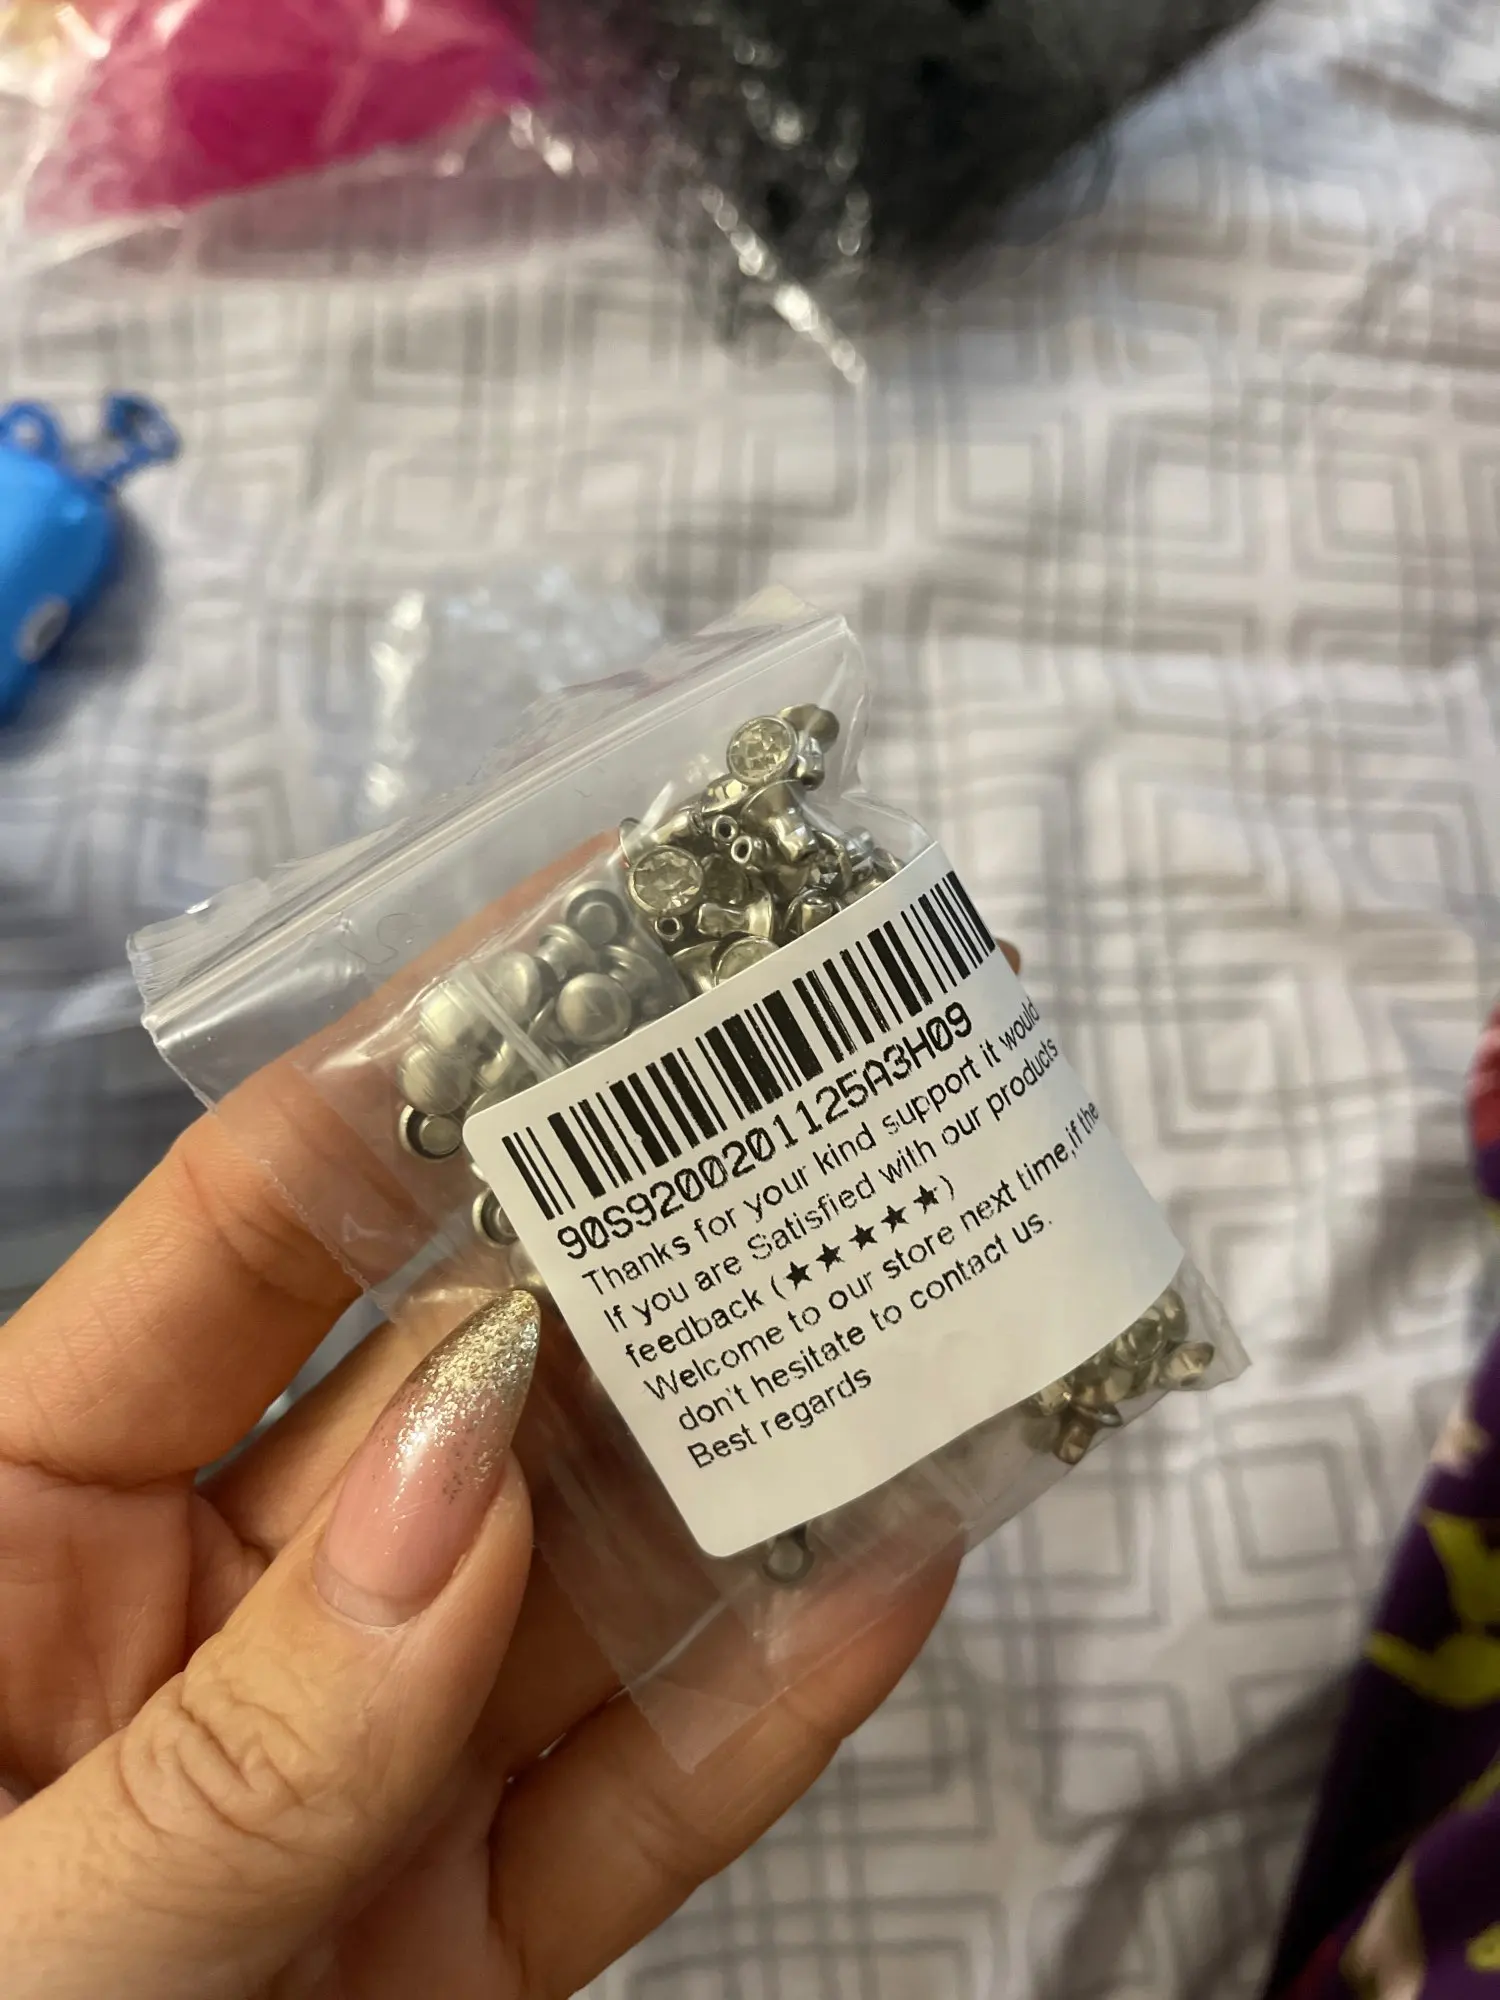 90S9200201125A3H09
Thanks for your kind support it would
If you are Satisfied with our products
feedback (★★★★★)
Welcome to our store next time,if the
don't hesitate to contact us.
Best regards